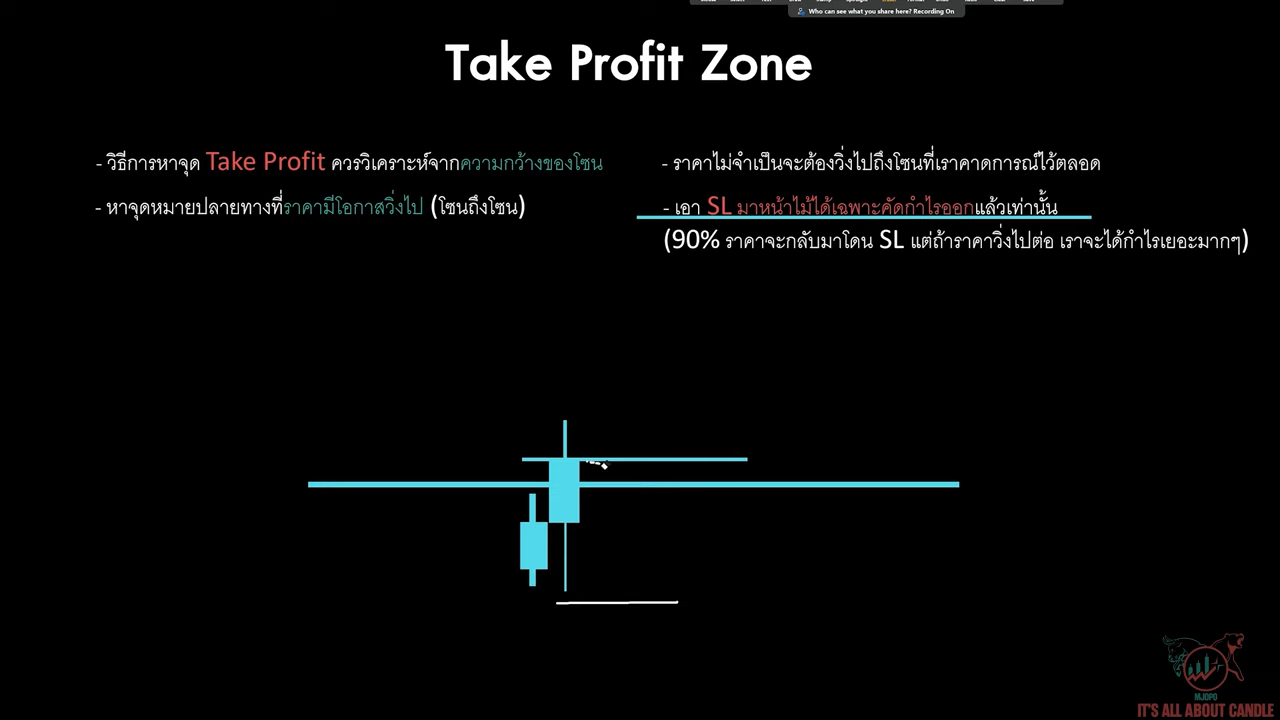 Who can see what you share here? Recording On
Take Profit Zone
- วิธีการหาจุด Take Profit ควรวิเคราะห์จากความกว้างของโซน
- หาจุดหมายปลายทางที่ราคามีโอกาสวิ่งไป (โซนถึงโซน)
- ราคาไม่จำเป็นจะต้องวิ่งไปถึงโซนที่เราคาดการณ์ไว้ตลอด
- เอา SL มาหน้าไม้ได้เฉพาะคัดกำไรออกแล้วเท่านั้น
(90% ราคาจะกลับมาโดน SL แต่ถ้าราคาวิ่งไปต่อ เราจะได้กำไรเยอะมากๆ)
MJOPO
IT'S ALL ABOUT CANDLE